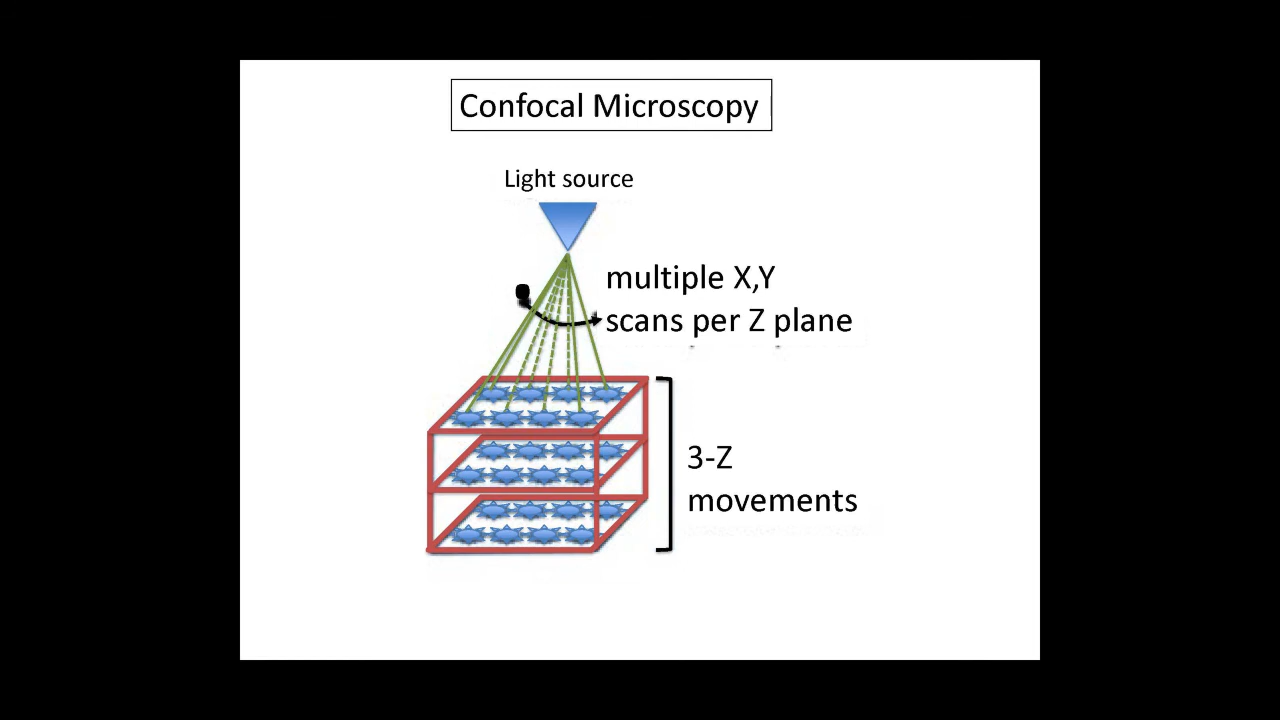 Confocal Microscopy
Light source
multiple X,Y
scans per Z plane
3-Z
movements